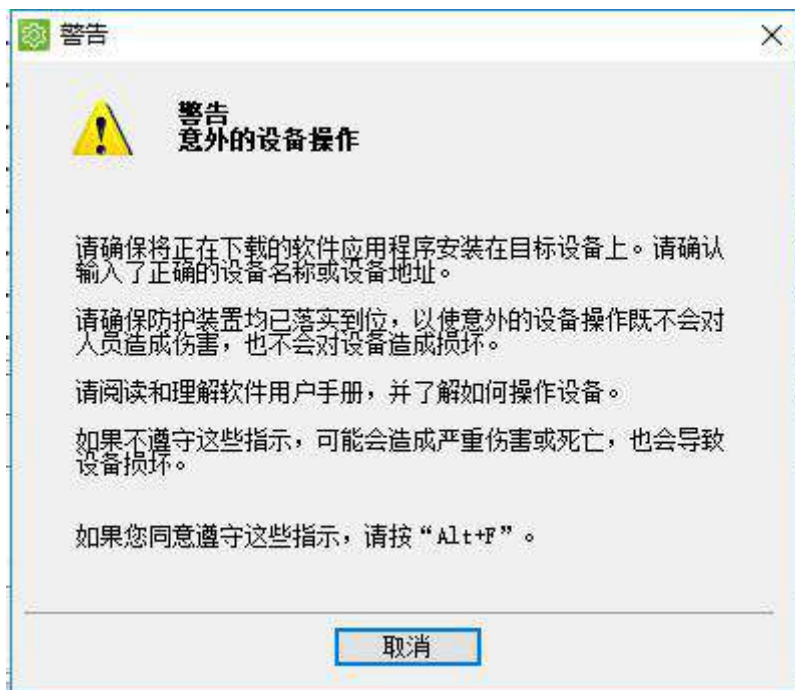 警告
警告
意外的设备操作
请确保将正在下载的软件应用程序安装在目标设备上。请确认
输入了正确的设备名称或设备地址。
请确保防护装置均已落实到位，以使意外的设备操作既不会对
人员造成伤害，也不会对设备造成损坏。
请阅读和理解软件用户手册，并了解如何操作设备。
如果不遵守这些指示，可能会造成严重伤害或死亡，也会导致
设备损坏。
如果您同意遵守这些指示，请按“Alt+F”。
取消